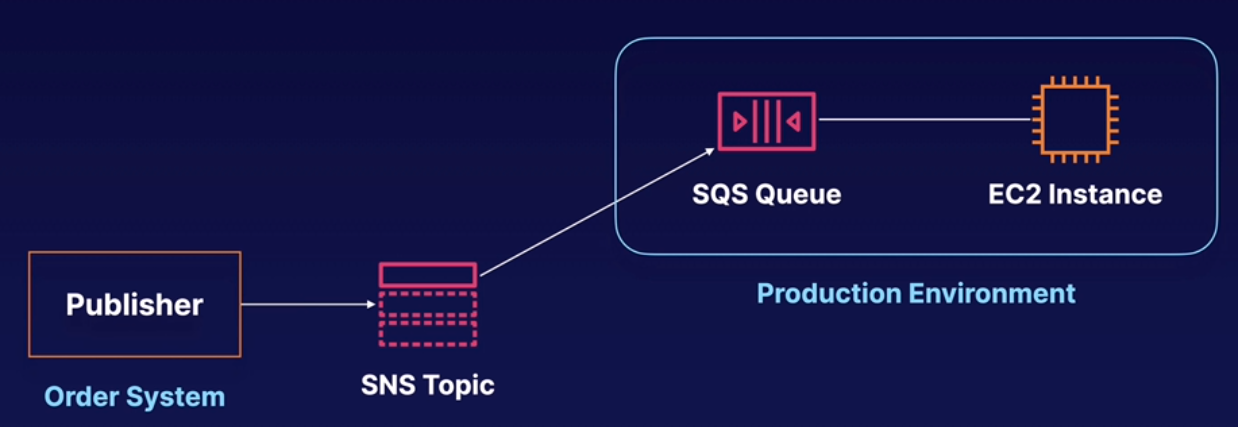 SQS Queue
EC2 Instance
Production Environment
Publisher
Order System
SNS Topic